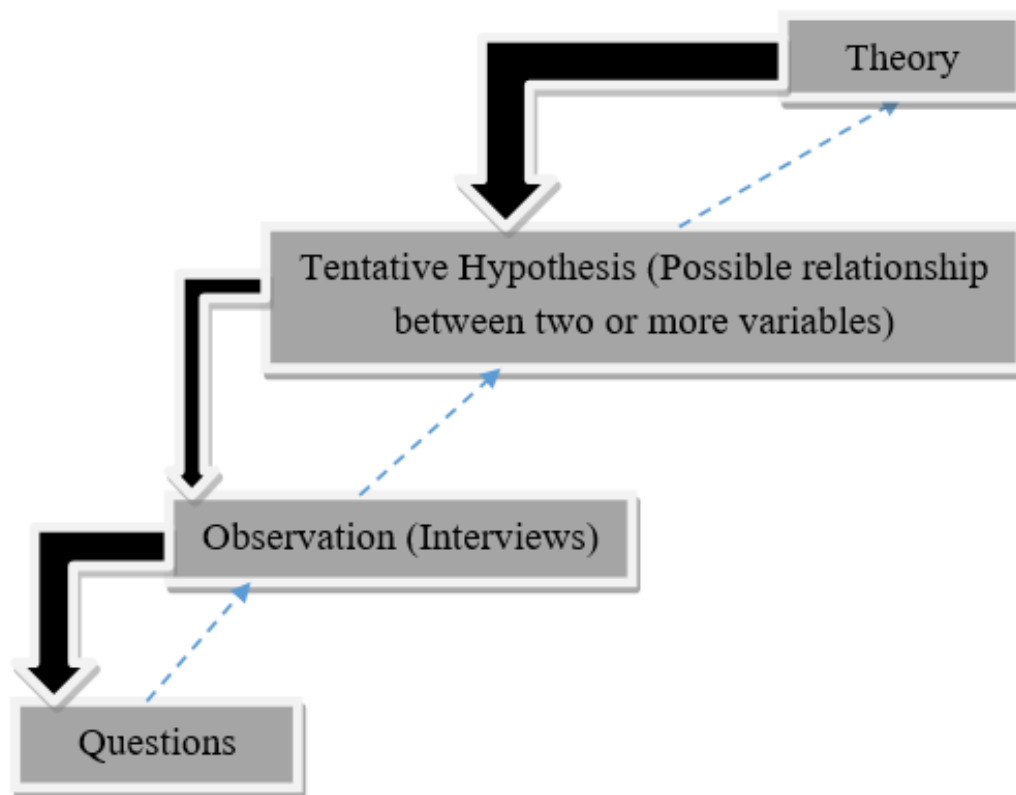 Theory
Tentative Hypothesis (Possible relationship
between two or more variables)
Observation (Interviews)
Questions